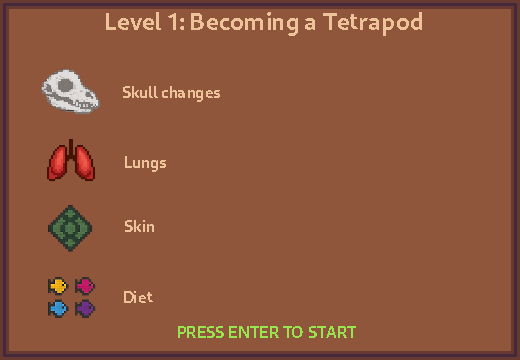 Level 1: Becoming a Tetrapod
Skull changes
Lungs
Skin
Diet
PRESS ENTER TO START